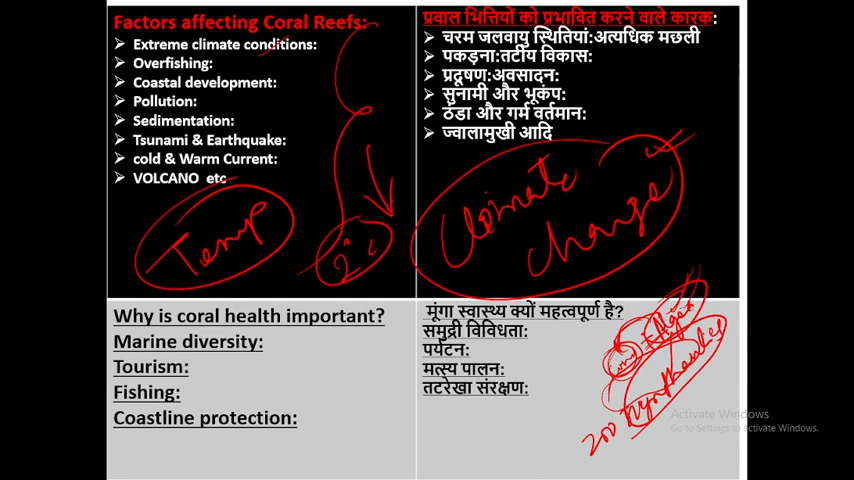 Factors affecting Coral Reefs:
➢ Extreme climate conditions:
➢ Overfishing:
➢ Coastal development:
➢ Pollution:
➢ Sedimentation:
➢ Tsunami & Earthquake:
➢ cold & Warm Current:
➢ VOLCANO etc
Temp
2°c
प्रवाल भित्तियों को प्रभावित करने वाले कारक:
➢ चरम जलवायु स्थितियां:अत्यधिक मछली
➢ पकड़ना:तटीय विकास:
➢ प्रदूषण:अवसादन:
➢ सुनामी और भूकंप:
➢ ठंडा और गर्म वर्तमान:
➢ ज्वालामुखी आदि
Climate
change
Why is coral health important?
Marine diversity:
Tourism:
Fishing:
Coastline protection:
मूंगा स्वास्थ्य क्यों महत्वपूर्ण है?
समुद्री विविधता:
पर्यटन:
मत्स्य पालन:
तटरेखा संरक्षण:
Algae
Activate Windows
Go to Settings to activate Windows.